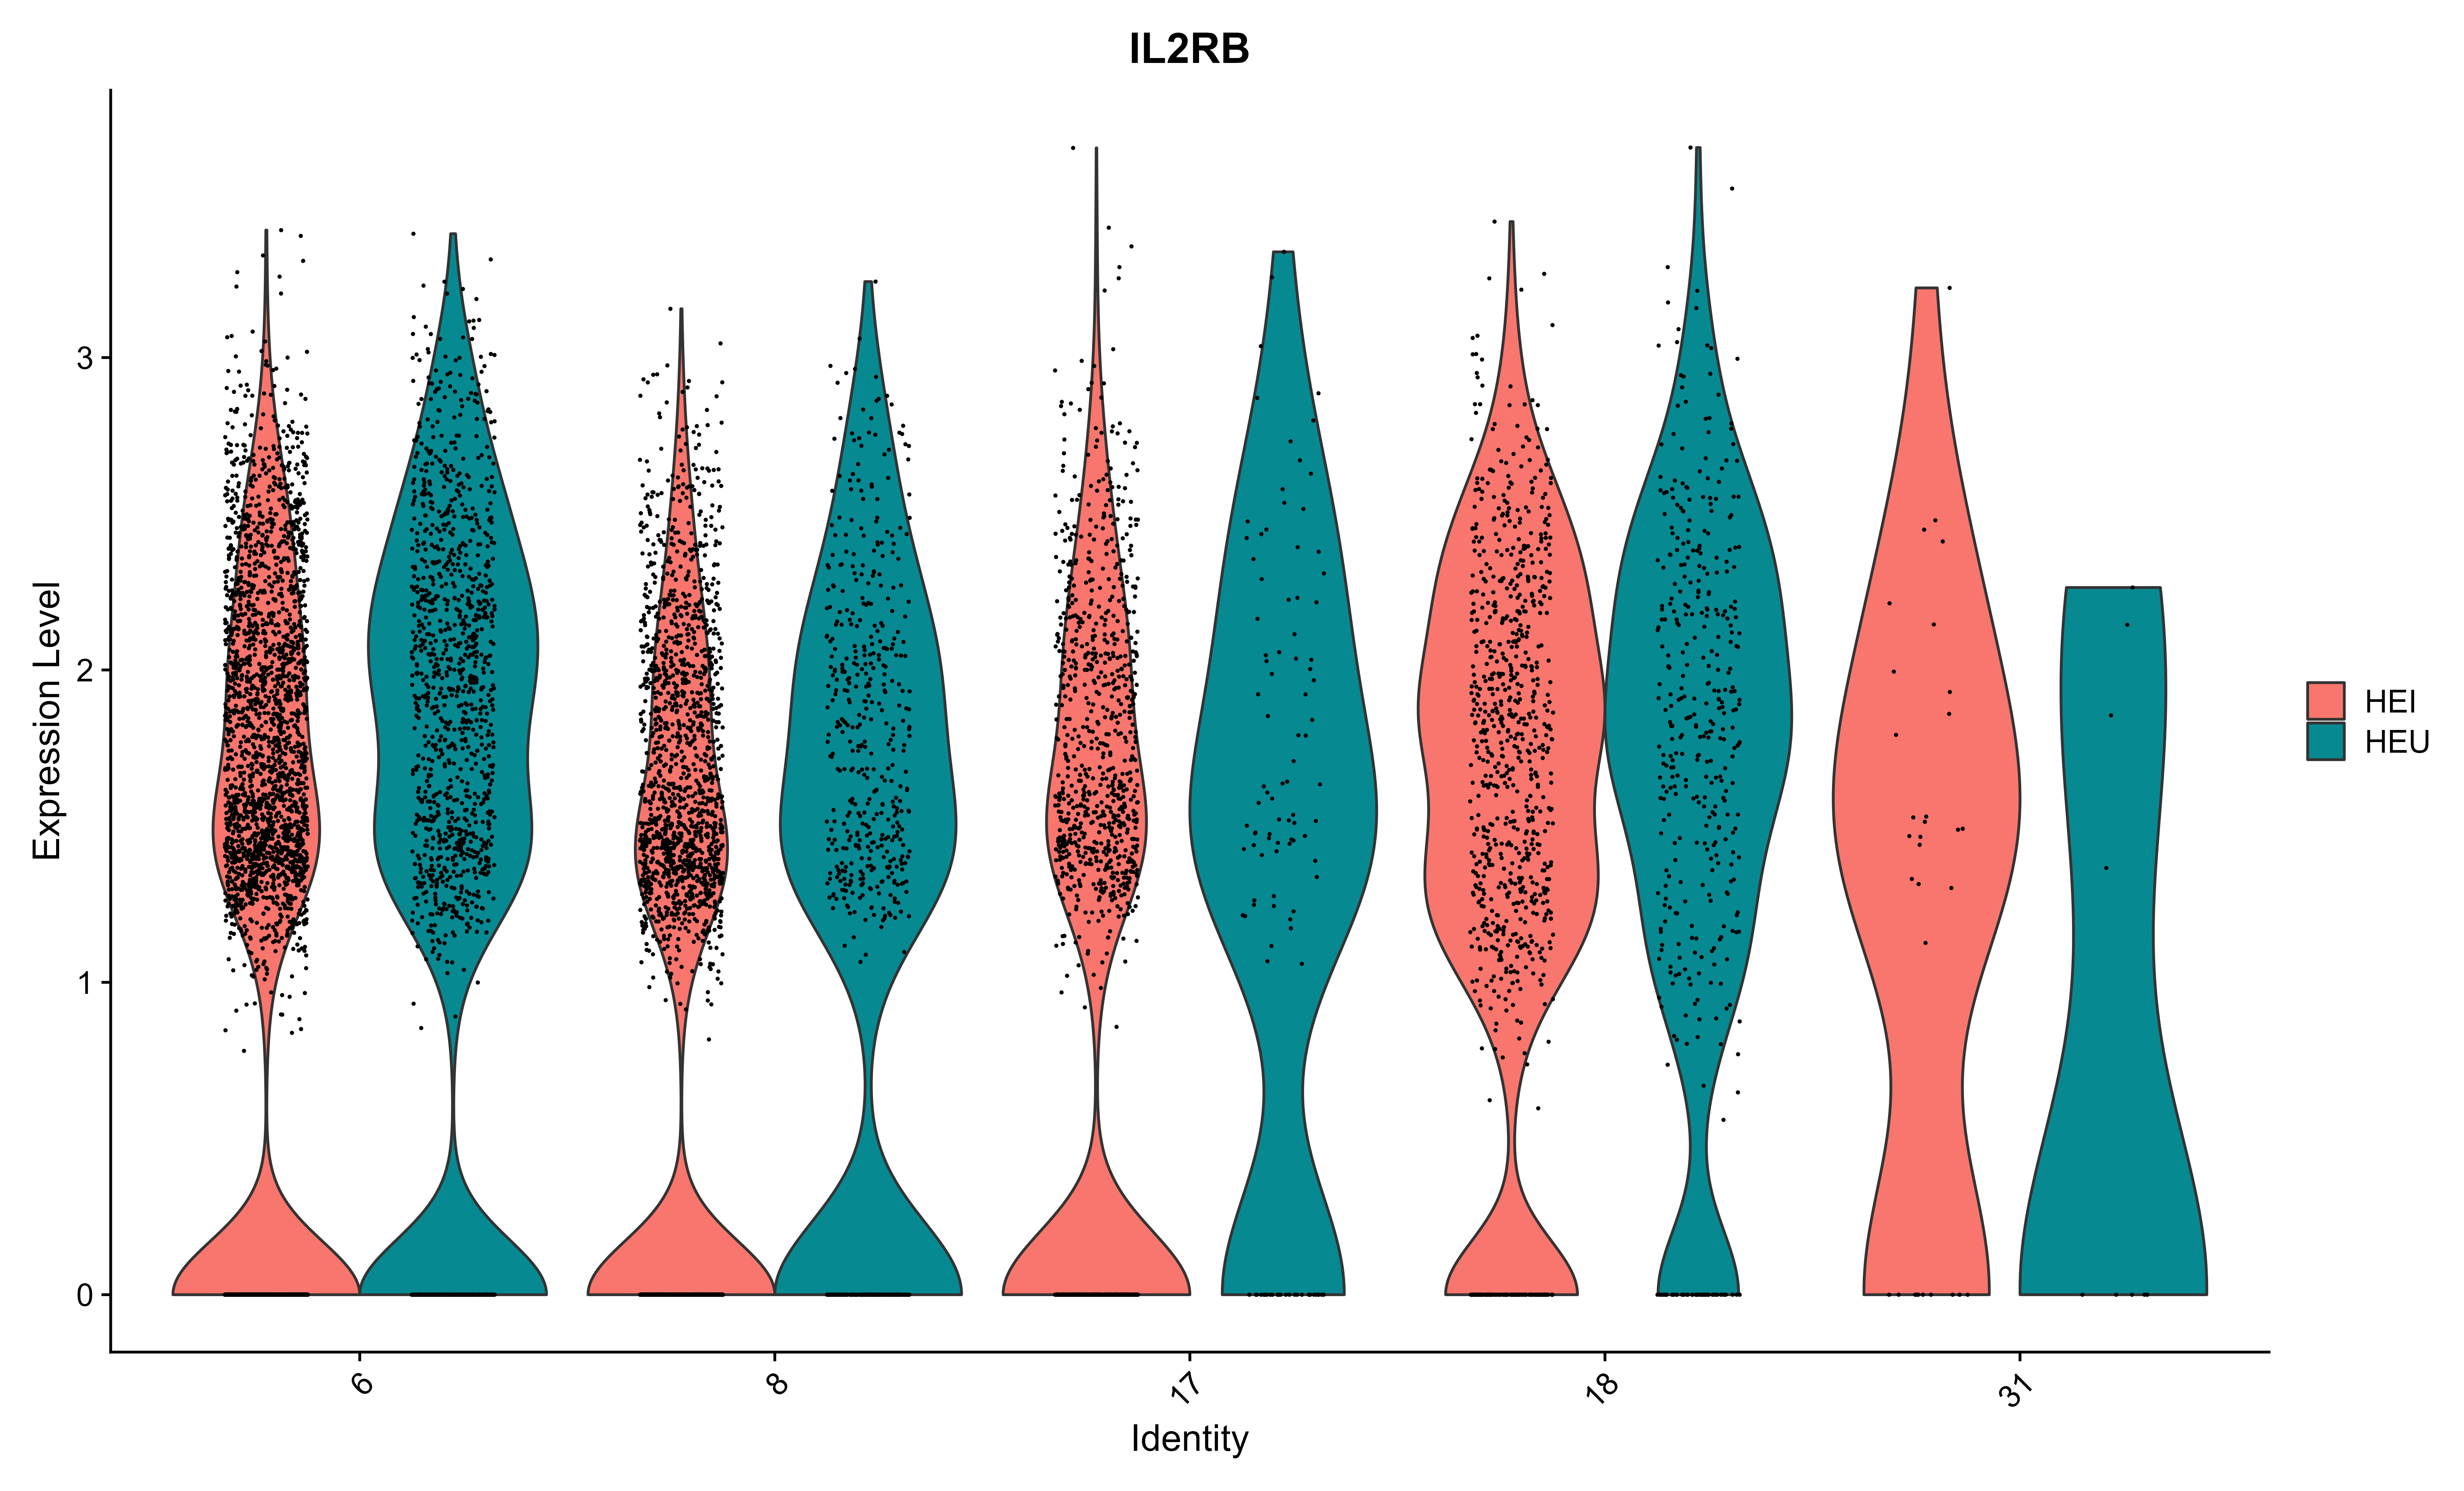 IL2RB
Expression Level
3
2
1
0
6
8
17
18
31
Identity
HEI
HEU